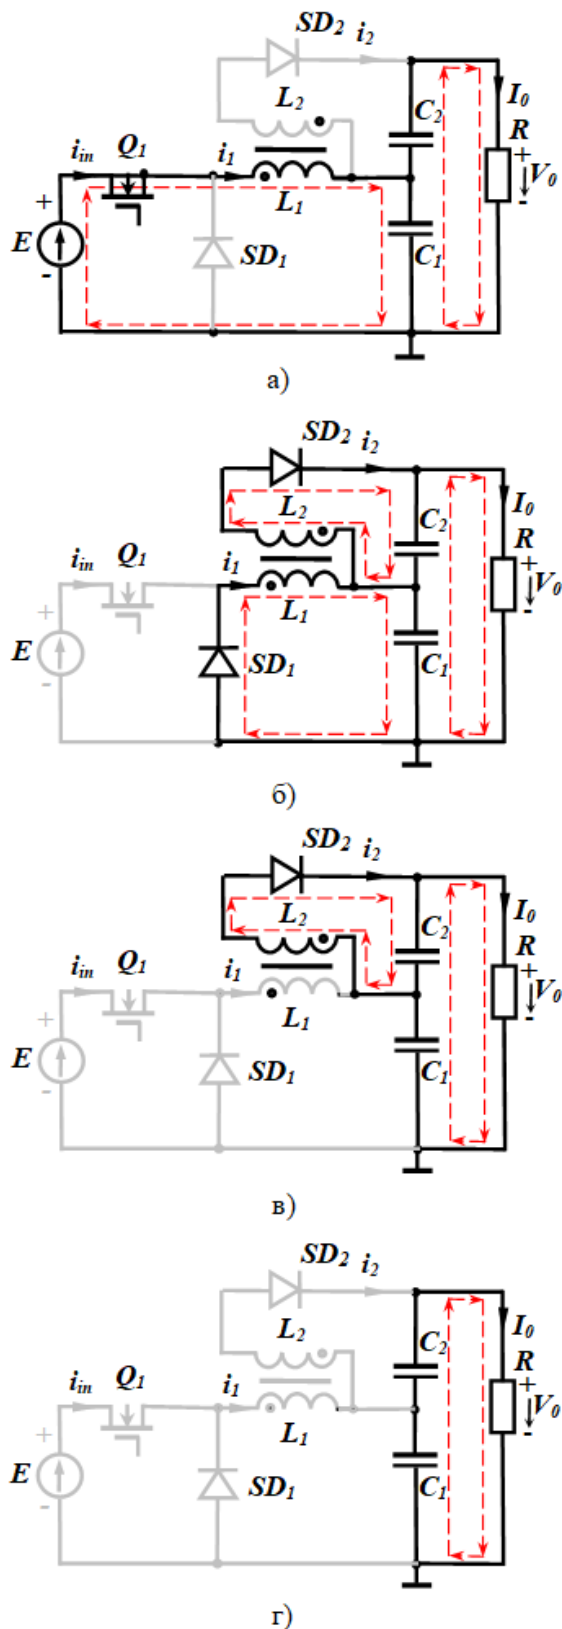 SD2 i2
L2
C2
I0
R
iin Q1 i1
+
V0
-
L1
+
E
-
SD1
C1
а)
SD2 i2
L2
C2
I0
R
iin Q1 i1
+
V0
-
L1
+
E
-
SD1
C1
б)
SD2 i2
L2
C2
I0
R
iin Q1 i1
+
V0
-
L1
+
E
-
SD1
C1
в)
SD2 i2
L2
C2
I0
R
iin Q1 i1
+
V0
-
L1
+
E
-
SD1
C1
г)